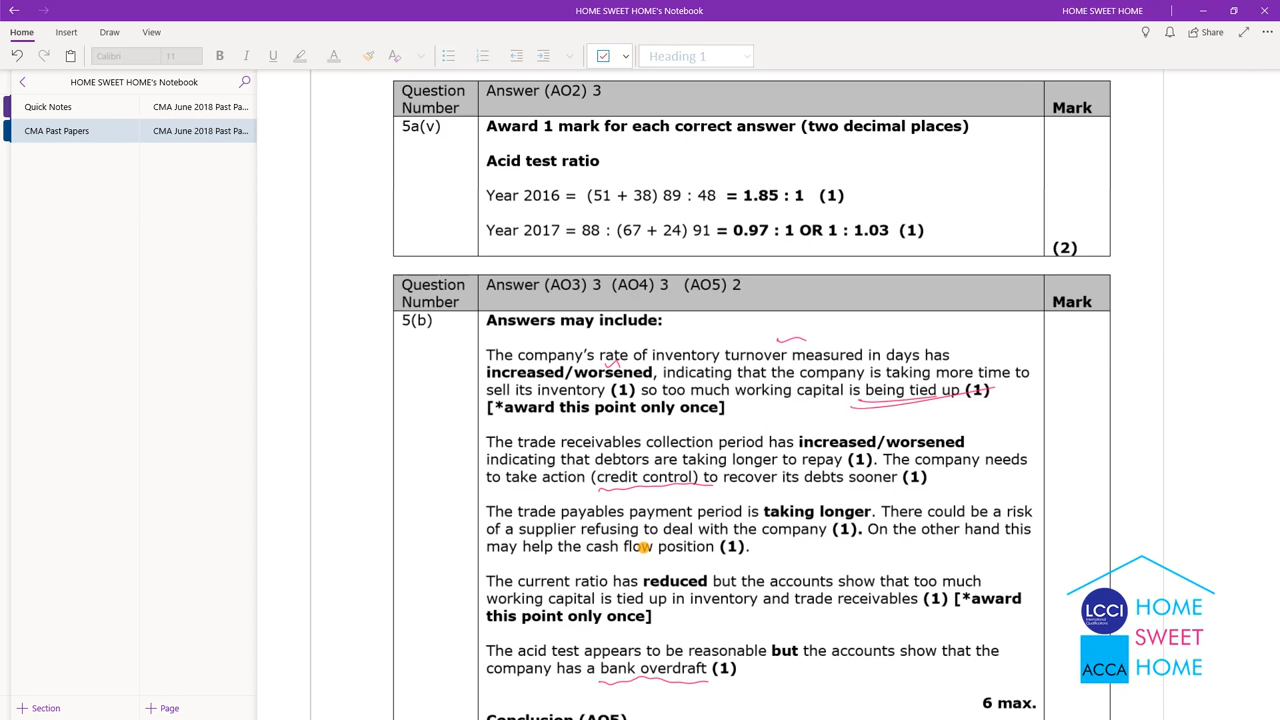 HOME SWEET HOME's Notebook
HOME SWEET HOME
Home Insert Draw View
Share
Calibri 11 B I U A Heading 1
HOME SWEET HOME's Notebook
Quick Notes
CMA Past Papers
CMA June 2018 Past Pa...
CMA June 2018 Past Pa...
Section
Page
Question Number
Answer (AO2) 3
Mark
5a(v)
Award 1 mark for each correct answer (two decimal places)
Acid test ratio
Year 2016 = (51 + 38) 89 : 48 = 1.85 : 1 (1)
Year 2017 = 88 : (67 + 24) 91 = 0.97 : 1 OR 1 : 1.03 (1)
(2)
Question Number
Answer (AO3) 3 (AO4) 3 (AO5) 2
Mark
5(b)
Answers may include:
The company's rate of inventory turnover measured in days has
increased/worsened, indicating that the company is taking more time to
sell its inventory (1) so too much working capital is being tied up (1)
[*award this point only once]
The trade receivables collection period has increased/worsened
indicating that debtors are taking longer to repay (1). The company needs
to take action (credit control) to recover its debts sooner (1)
The trade payables payment period is taking longer. There could be a risk
of a supplier refusing to deal with the company (1). On the other hand this
may help the cash flow position (1).
The current ratio has reduced but the accounts show that too much
working capital is tied up in inventory and trade receivables (1) [*award
this point only once]
The acid test appears to be reasonable but the accounts show that the
company has a bank overdraft (1)
6 max.
Conclusion (AO5)
LCCI
International Qualifications
ACCA
HOME
SWEET
HOME